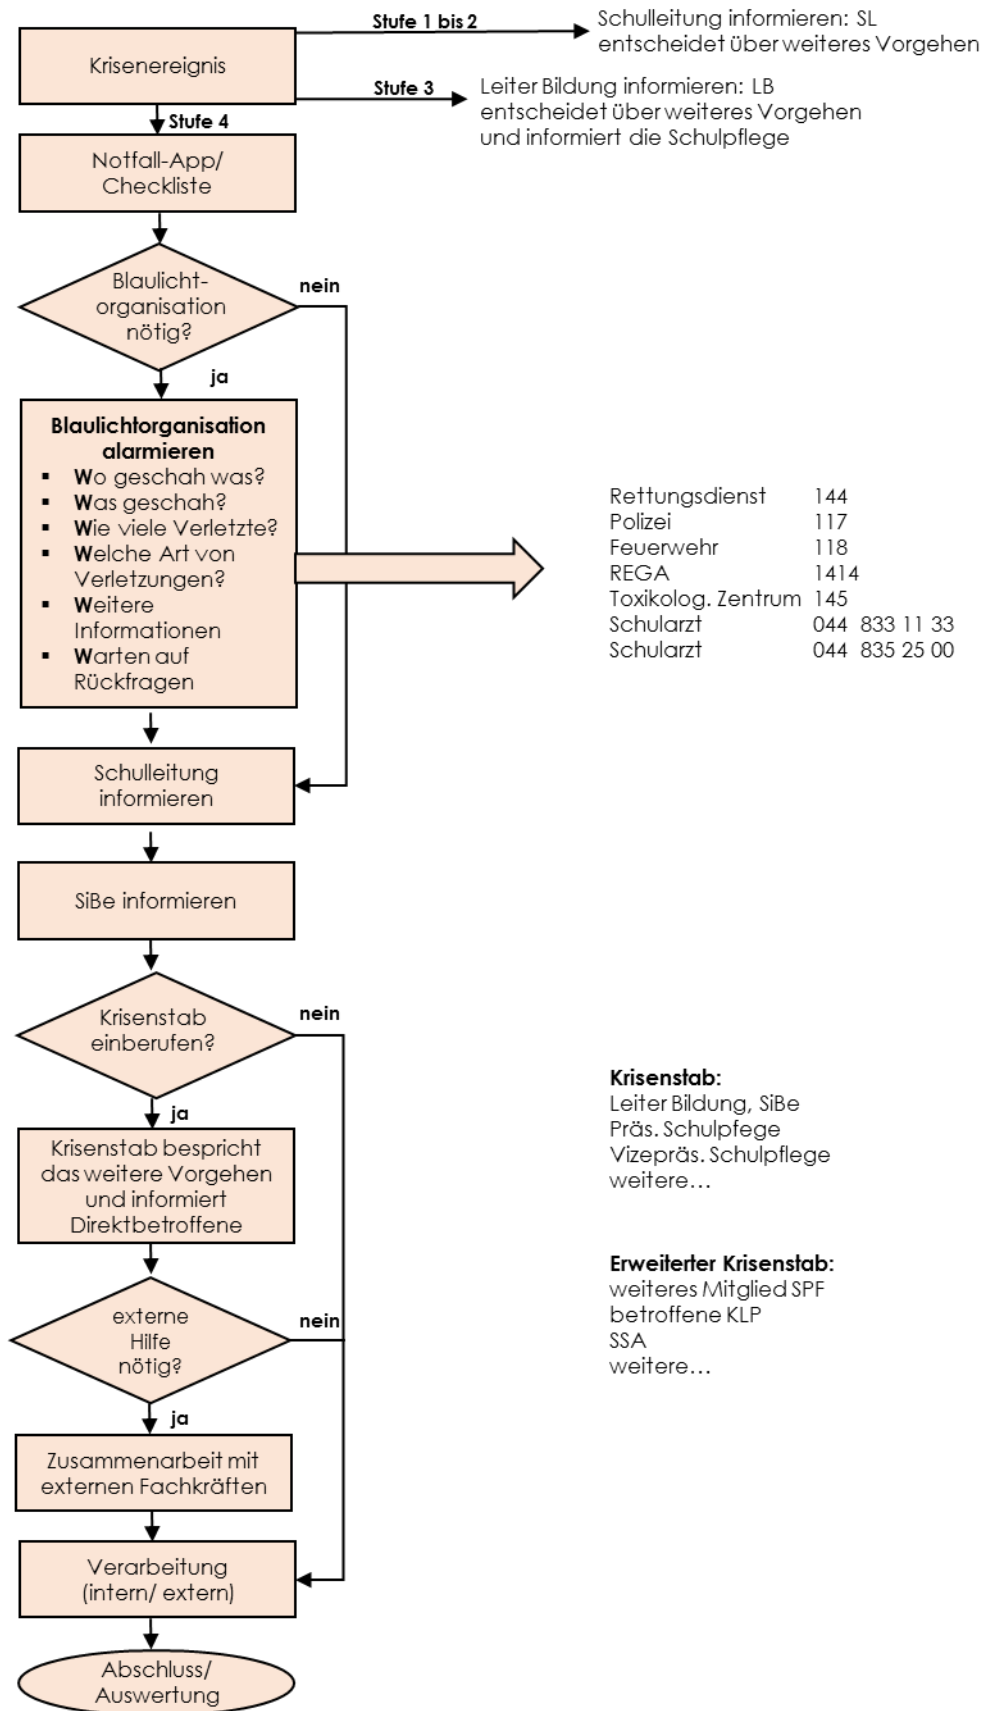 Krisenereignis
Stufe 1 bis 2
Schulleitung informieren: SL
entscheidet über weiteres Vorgehen
Stufe 3
Leiter Bildung informieren: LB
entscheidet über weiteres Vorgehen
und informiert die Schulpflege
Stufe 4
Notfall-App/
Checkliste
Blaulicht-
organisation
nötig?
nein
ja
Blaulichtorganisation
alarmieren
▪ Wo geschah was?
▪ Was geschah?
▪ Wie viele Verletzte?
▪ Welche Art von
Verletzungen?
▪ Weitere
Informationen
▪ Warten auf
Rückfragen
Rettungsdienst 144
Polizei 117
Feuerwehr 118
REGA 1414
Toxikolog. Zentrum 145
Schularzt 044 833 11 33
Schularzt 044 835 25 00
Schulleitung
informieren
SiBe informieren
Krisenstab
einberufen?
nein
ja
Krisenstab bespricht
das weitere Vorgehen
und informiert
Direktbetroffene
Krisenstab:
Leiter Bildung, SiBe
Präs. Schulpfege
Vizepräs. Schulpflege
weitere...
Erweiterter Krisenstab:
weiteres Mitglied SPF
betroffene KLP
SSA
weitere...
externe
Hilfe
nötig?
nein
ja
Zusammenarbeit mit
externen Fachkräften
Verarbeitung
(intern/ extern)
Abschluss/
Auswertung